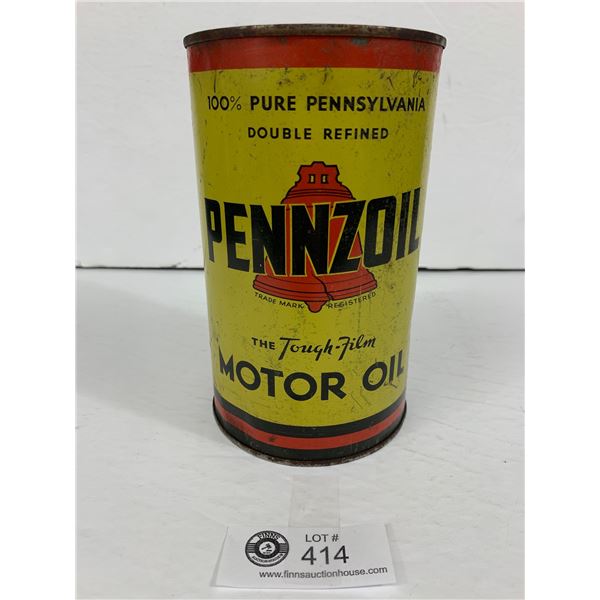 100% PURE PENNSYLVANIA
DOUBLE REFINED
PENNZOIL
TRADE MARK REGISTERED
THE Tough-Film
MOTOR OIL
FINNS
LOT #
414
www.finnsauctionhouse.com